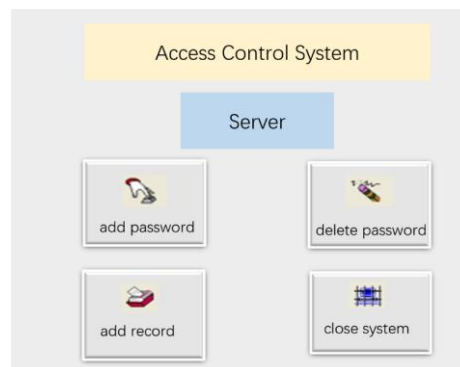 Access Control System
Server
add password
delete password
add record
close system